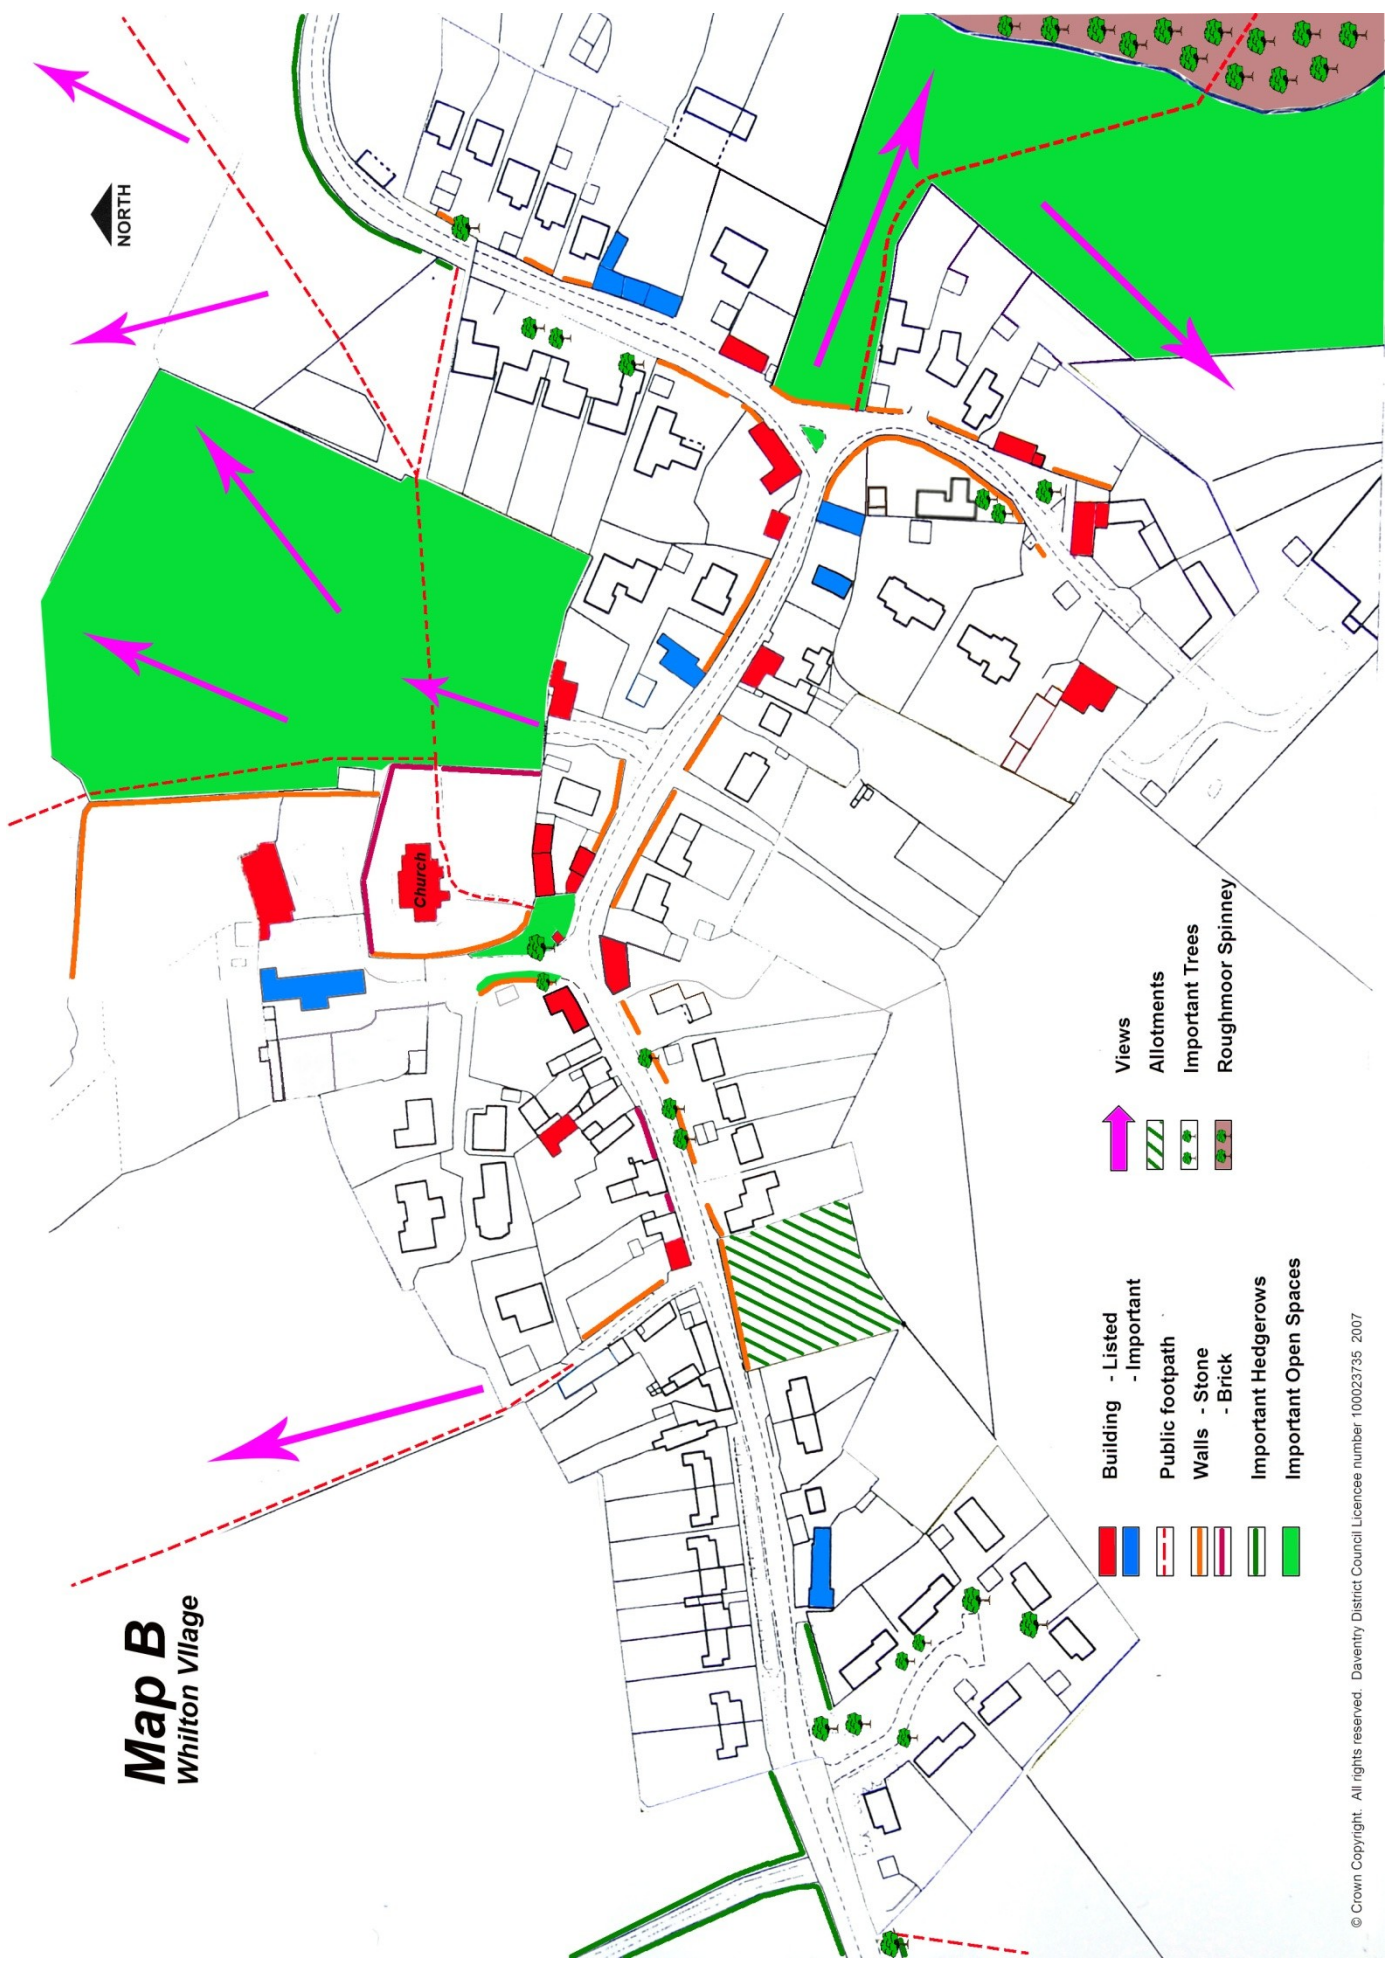 Map B
Whilton VIllage
NORTH
Church
Building - Listed
- Important
Public footpath
Walls - Stone
- Brick
Important Hedgerows
Important Open Spaces
Views
Allotments
Important Trees
Roughmoor Spinney
© Crown Copyright. All rights reserved. Daventry District Council Licencee number 100023735 2007